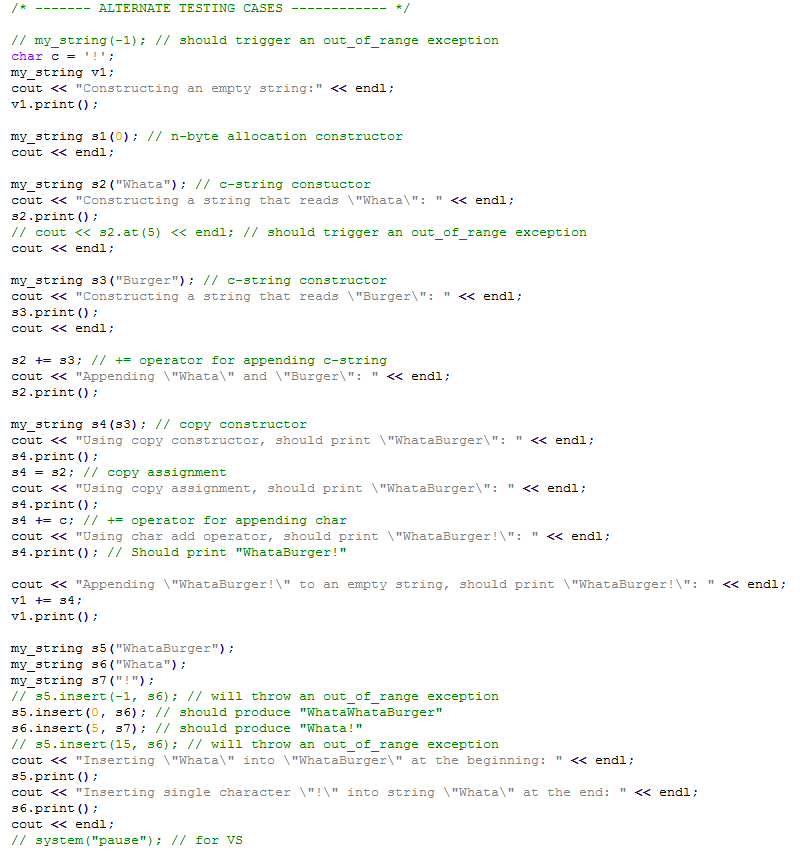 /* ------- ALTERNATE TESTING CASES ------------ */
// my_string(-1); // should trigger an out_of_range exception
char c = '!';
my_string v1;
cout << "Constructing an empty string:" << endl;
v1.print();
my_string s1(0); // n-byte allocation constructor
cout << endl;
my_string s2("Whata"); // c-string constuctor
cout << "Constructing a string that reads \"Whata\": " << endl;
s2.print();
// cout << s2.at(5) << endl; // should trigger an out_of_range exception
cout << endl;
my_string s3("Burger"); // c-string constructor
cout << "Constructing a string that reads \"Burger\": " << endl;
s3.print();
cout << endl;
s2 += s3; // += operator for appending c-string
cout << "Appending \"Whata\" and \"Burger\": " << endl;
s2.print();
my_string s4(s3); // copy constructor
cout << "Using copy constructor, should print \"WhataBurger\": " << endl;
s4.print();
s4 = s2; // copy assignment
cout << "Using copy assignment, should print \"WhataBurger\": " << endl;
s4.print();
s4 += c; // += operator for appending char
cout << "Using char add operator, should print \"WhataBurger!\": " << endl;
s4.print(); // Should print "WhataBurger!"
cout << "Appending \"WhataBurger!\" to an empty string, should print \"WhataBurger!\": " << endl;
v1 += s4;
v1.print();
my_string s5("WhataBurger");
my_string s6("Whata");
my_string s7("!");
// s5.insert(-1, s6); // will throw an out_of_range exception
s5.insert(0, s6); // should produce "WhataWhataBurger"
s6.insert(5, s7); // should produce "Whata!"
// s5.insert(15, s6); // will throw an out_of_range exception
cout << "Inserting \"Whata\" into \"WhataBurger\" at the beginning: " << endl;
s5.print();
cout << "Inserting single character \"!\" into string \"Whata\" at the end: " << endl;
s6.print();
cout << endl;
// system("pause"); // for VS